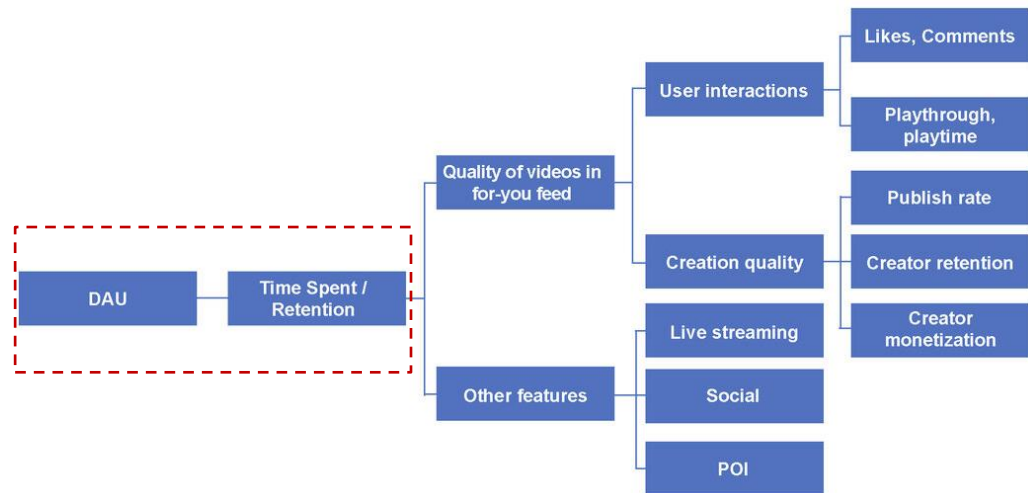 Likes, Comments
User interactions
Playthrough,
playtime
Quality of videos in
for-you feed
Publish rate
Creation quality
Creator retention
DAU
Time Spent /
Retention
Live streaming
Creator
monetization
Other features
Social
POI